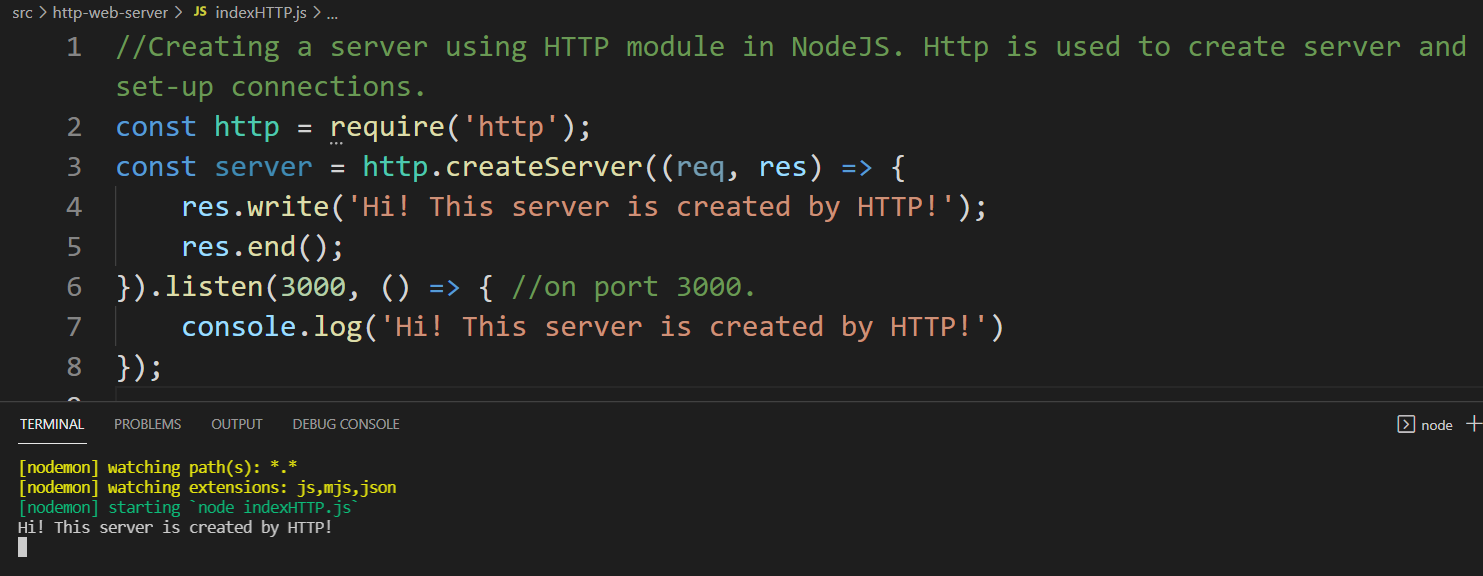 src > http-web-server > JS indexHTTP.js > ...
1 //Creating a server using HTTP module in NodeJS. Http is used to create server and
set-up connections.
2 const http = require('http');
3 const server = http.createServer((req, res) => {
4 res.write('Hi! This server is created by HTTP!');
5 res.end();
6 }).listen(3000, () => { //on port 3000.
7 console.log('Hi! This server is created by HTTP!')
8 });
TERMINAL PROBLEMS OUTPUT DEBUG CONSOLE node
[nodemon] watching path(s): *.*
[nodemon] watching extensions: js,mjs,json
[nodemon] starting `node indexHTTP.js`
Hi! This server is created by HTTP!